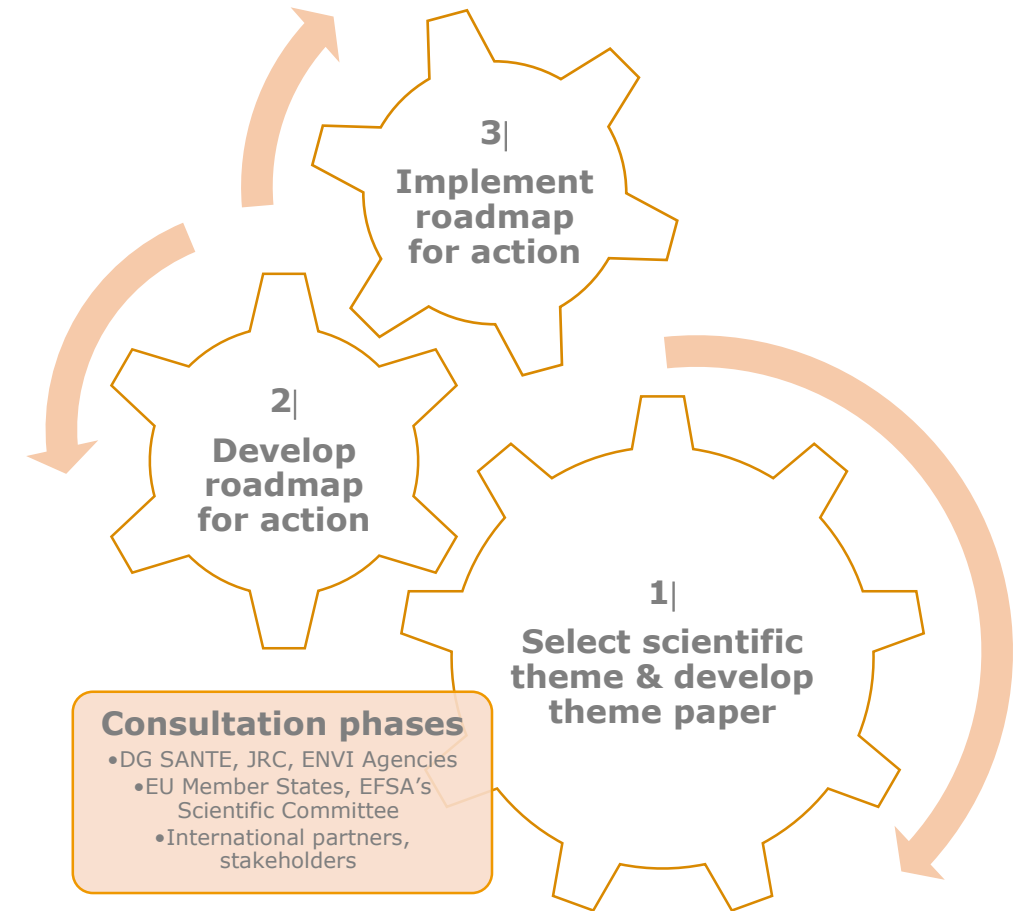 3|
Implement
roadmap
for action
2|
Develop
roadmap
for action
1|
Select scientific
theme & develop
theme paper
Consultation phases
•DG SANTE, JRC, ENVI Agencies
•EU Member States, EFSA's
Scientific Committee
•International partners,
stakeholders